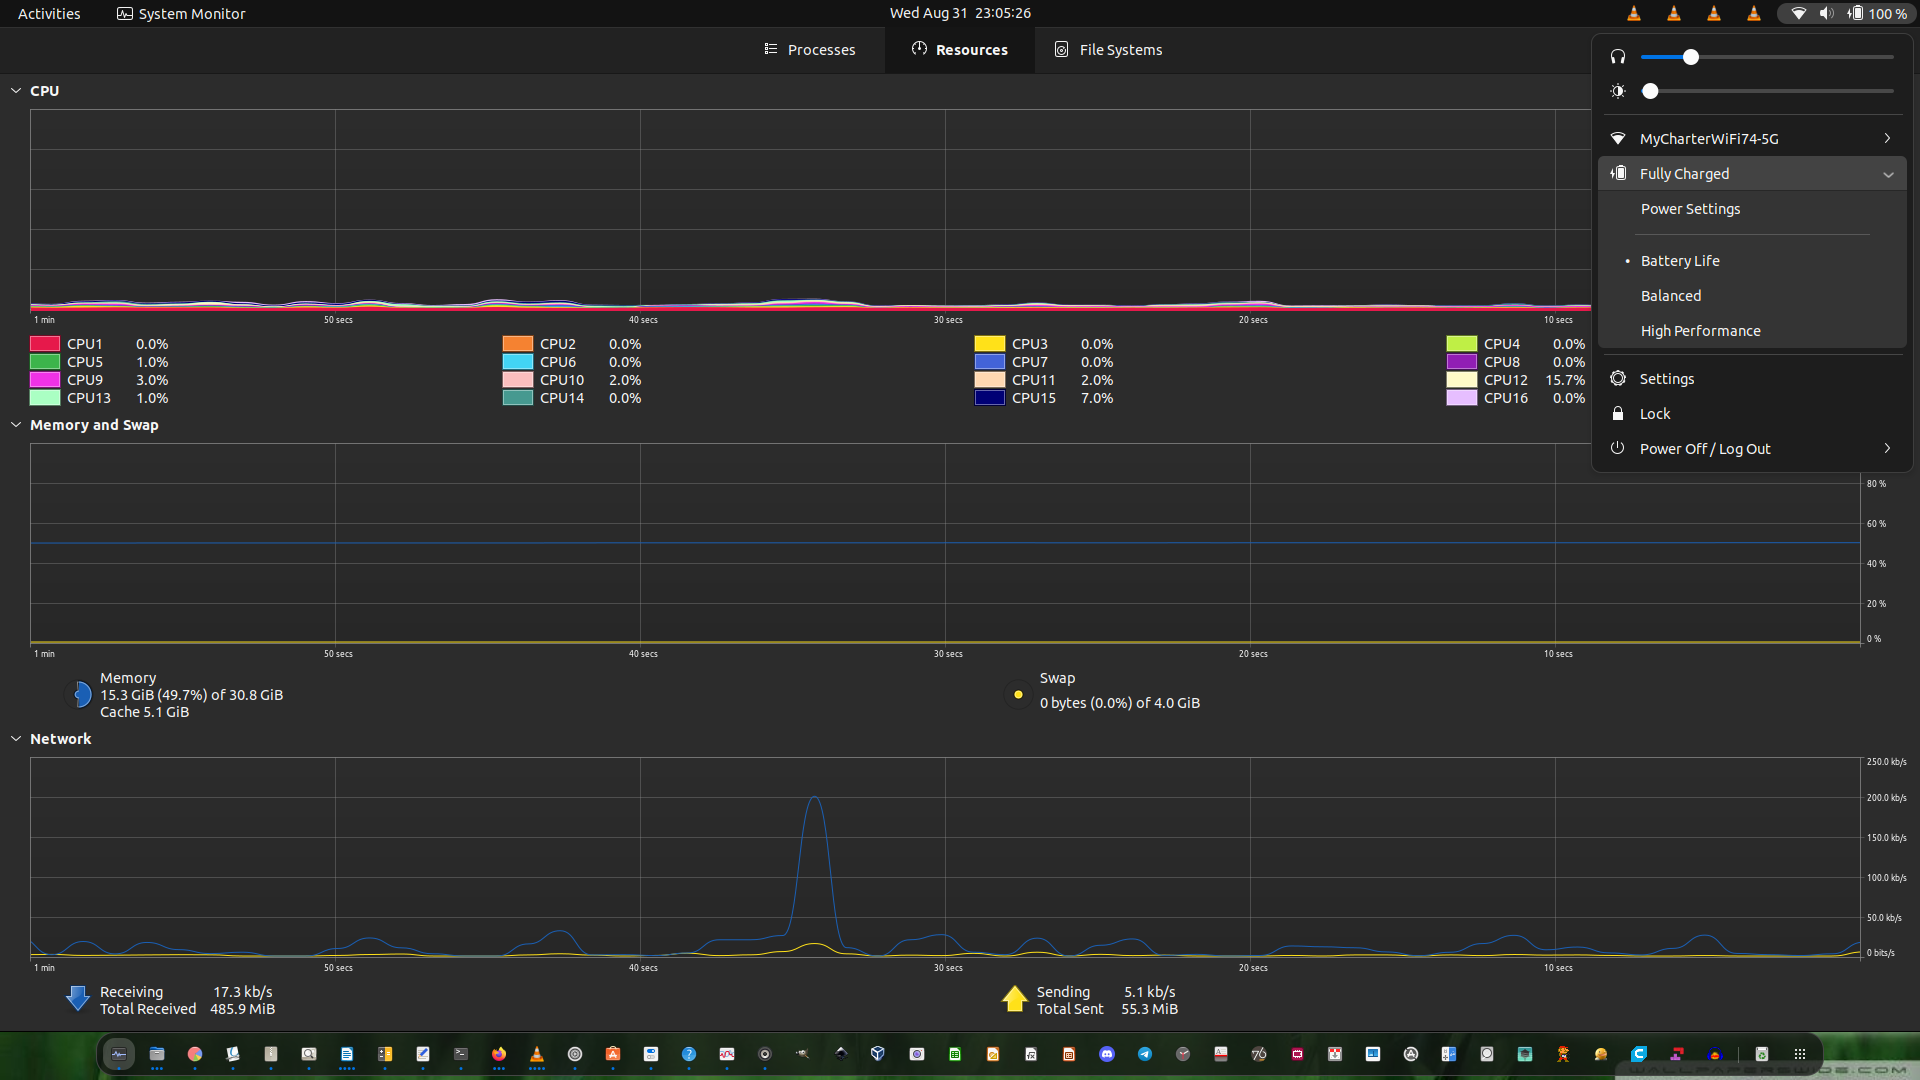 Activities
System Monitor
Wed Aug 31 23:05:26
100 %
Processes
Resources
File Systems
CPU
1 min
50 secs
40 secs
30 secs
20 secs
10 secs
CPU1 0.0%
CPU2 0.0%
CPU3 0.0%
CPU4 0.0%
CPU5 1.0%
CPU6 0.0%
CPU7 0.0%
CPU8 0.0%
CPU9 3.0%
CPU10 2.0%
CPU11 2.0%
CPU12 15.7%
CPU13 1.0%
CPU14 0.0%
CPU15 7.0%
CPU16 0.0%
MyCharterWiFi74-5G
Fully Charged
Power Settings
Battery Life
Balanced
High Performance
Settings
Lock
Power Off / Log Out
Memory and Swap
80 %
60 %
40 %
20 %
0 %
1 min
50 secs
40 secs
30 secs
20 secs
10 secs
Memory
15.3 GiB (49.7%) of 30.8 GiB
Cache 5.1 GiB
Swap
0 bytes (0.0%) of 4.0 GiB
Network
250.0 kb/s
200.0 kb/s
150.0 kb/s
100.0 kb/s
50.0 kb/s
0 bits/s
1 min
50 secs
40 secs
30 secs
20 secs
10 secs
Receiving 17.3 kb/s
Total Received 485.9 MiB
Sending 5.1 kb/s
Total Sent 55.3 MiB
76
WALLPAPERSWIDE.COM